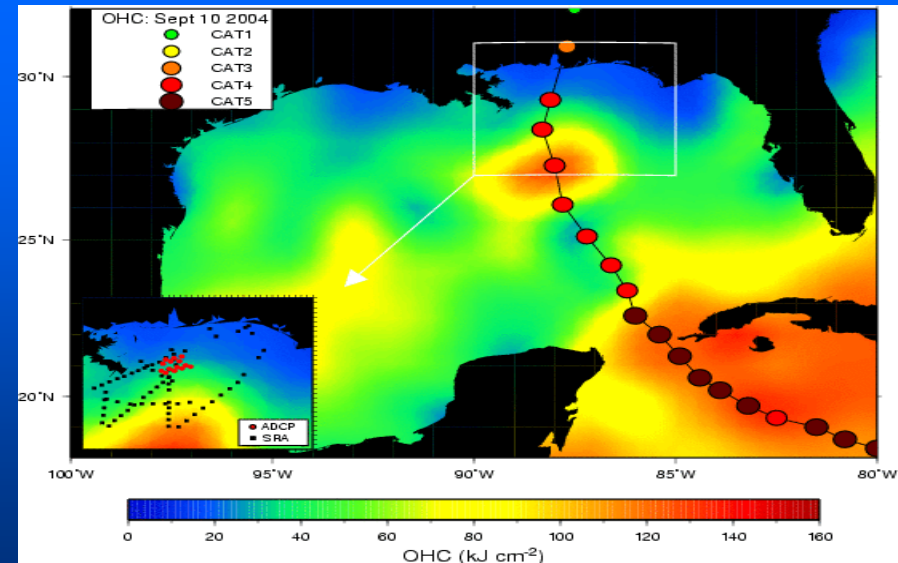 OHC: Sept 10 2004
CAT1
CAT2
CAT3
CAT4
CAT5
30°N
25°N
20°N
ADCP
SRA
100°W 95°W 90°W 85°W 80°W
0 20 40 60 80 100 120 140 160
OHC (kJ cm⁻²)